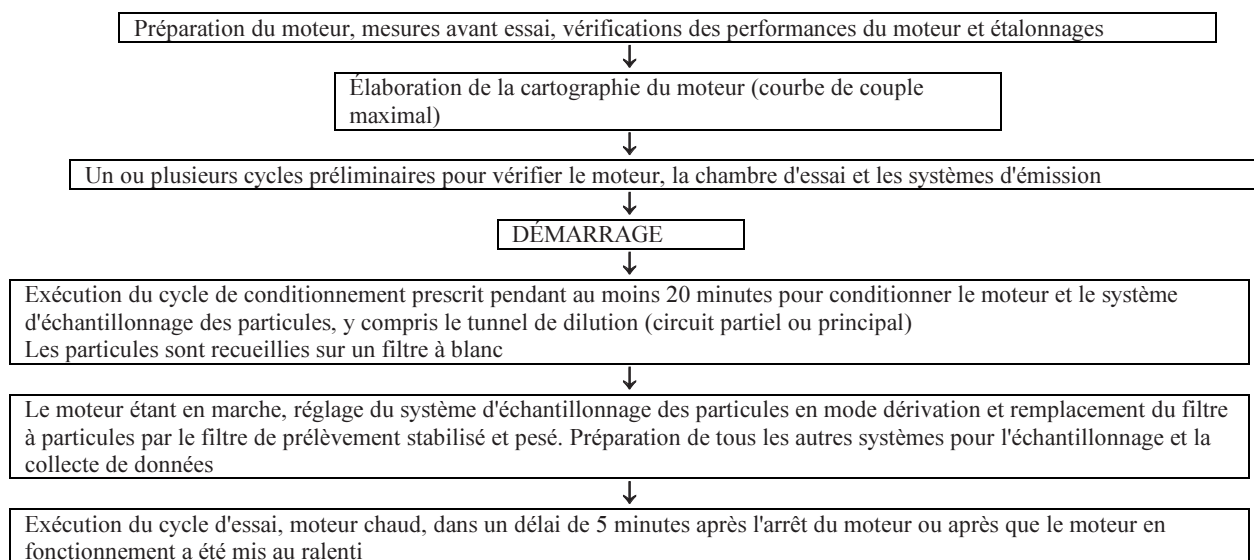 Préparation du moteur, mesures avant essai, vérifications des performances du moteur et étalonnages
Élaboration de la cartographie du moteur (courbe de couple
maximal)
Un ou plusieurs cycles préliminaires pour vérifier le moteur, la chambre d'essai et les systèmes d'émission
DÉMARRAGE
Exécution du cycle de conditionnement prescrit pendant au moins 20 minutes pour conditionner le moteur et le système
d'échantillonnage des particules, y compris le tunnel de dilution (circuit partiel ou principal)
Les particules sont recueillies sur un filtre à blanc
Le moteur étant en marche, réglage du système d'échantillonnage des particules en mode dérivation et remplacement du filtre
à particules par le filtre de prélèvement stabilisé et pesé. Préparation de tous les autres systèmes pour l'échantillonnage et la
collecte de données
Exécution du cycle d'essai, moteur chaud, dans un délai de 5 minutes après l'arrêt du moteur ou après que le moteur en
fonctionnement a été mis au ralenti